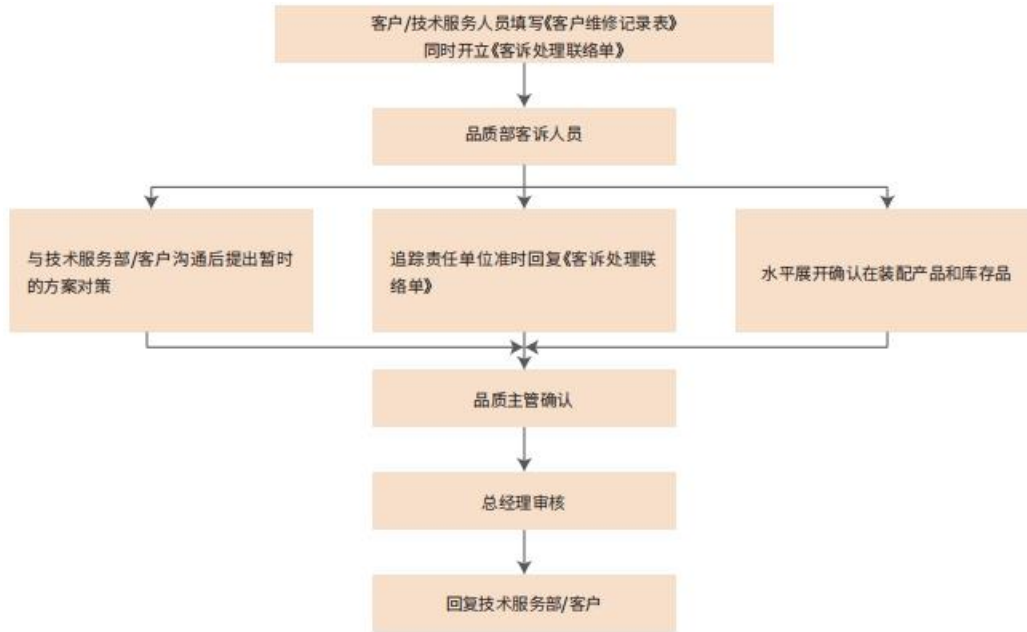 客户/技术服务人员填写《客户维修记录表》
同时开立《客诉处理联络单》
品质部客诉人员
与技术服务部/客户沟通后提出暂时
的方案对策
追踪责任单位准时回复《客诉处理联
络单》
水平展开确认在装配产品和库存品
品质主管确认
总经理审核
回复技术服务部/客户